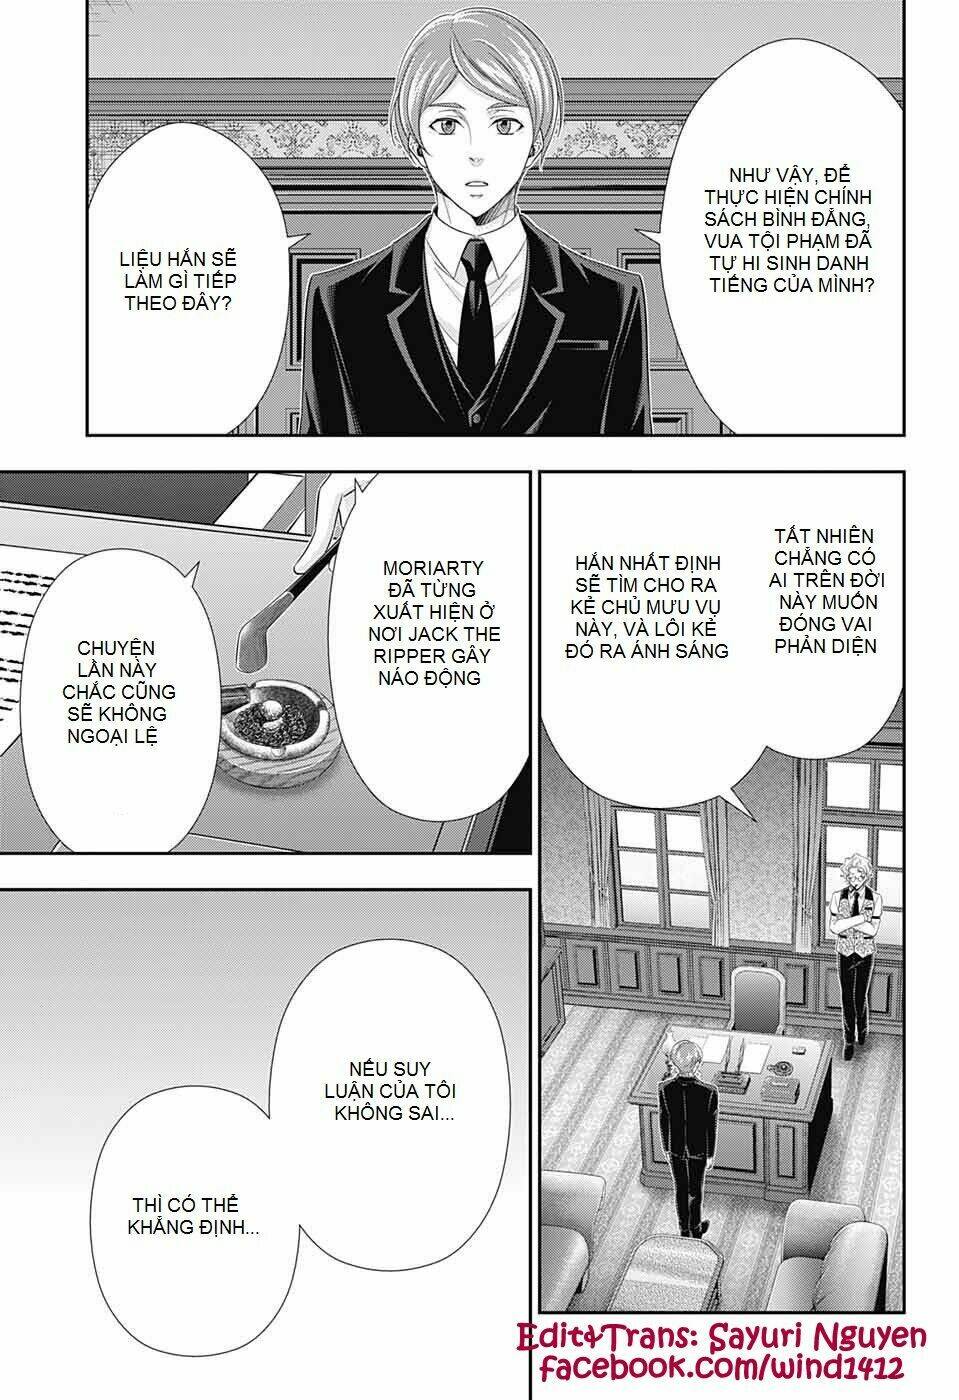 NHƯ VẬY, ĐỂ
THỰC HIỆN CHÍNH
SÁCH BÌNH ĐẲNG,
VUA TỘI PHẠM ĐÃ
TỰ HI SINH DANH
TIẾNG CỦA MÌNH?
LIỆU HẮN SẼ
LÀM GÌ TIẾP
THEO ĐÂY?
TẤT NHIÊN
CHẲNG CÓ
AI TRÊN ĐỜI
NÀY MUỐN
ĐÓNG VAI
PHẢN DIỆN
HẮN NHẤT ĐỊNH
SẼ TÌM CHO RA
KẺ CHỦ MƯU VỤ
NÀY, VÀ LÔI KẺ
ĐÓ RA ÁNH SÁNG
MORIARTY
ĐÃ TỪNG
XUẤT HIỆN Ở
NƠI JACK THE
RIPPER GÂY
NÁO ĐỘNG
CHUYỆN
LẦN NÀY
CHẮC CŨNG
SẼ KHÔNG
NGOẠI LỆ
NẾU SUY
LUẬN CỦA TÔI
KHÔNG SAI...
THÌ CÓ THỂ
KHẲNG ĐỊNH...
Edit&Trans: Sayuri Nguyen
facebook.com/wind1412